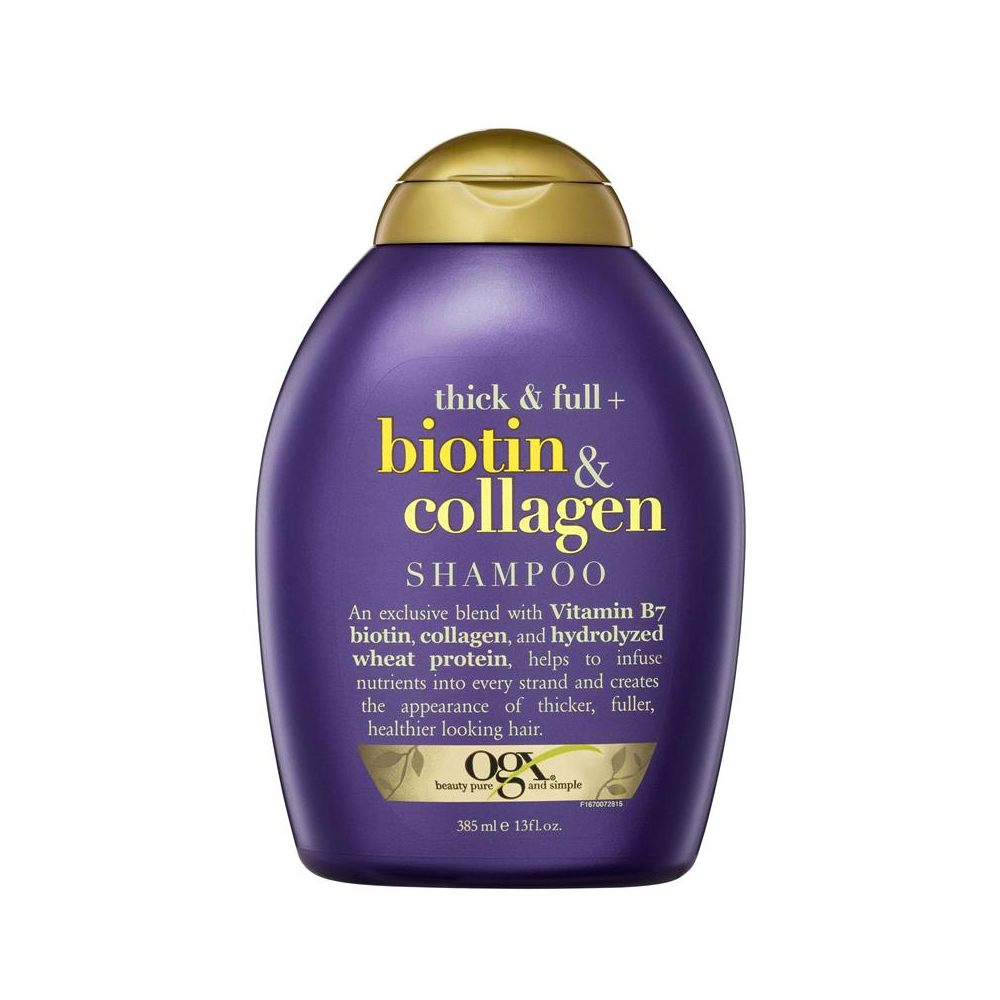 thick & full +
biotin &
collagen
SHAMPOO
An exclusive blend with Vitamin B7
biotin, collagen, and hydrolyzed
wheat protein, helps to infuse
nutrients into every strand and creates
the appearance of thicker, fuller,
healthier looking hair.
ogx®
beauty pure and simple
F1670072815
385 ml e 13fl.oz.